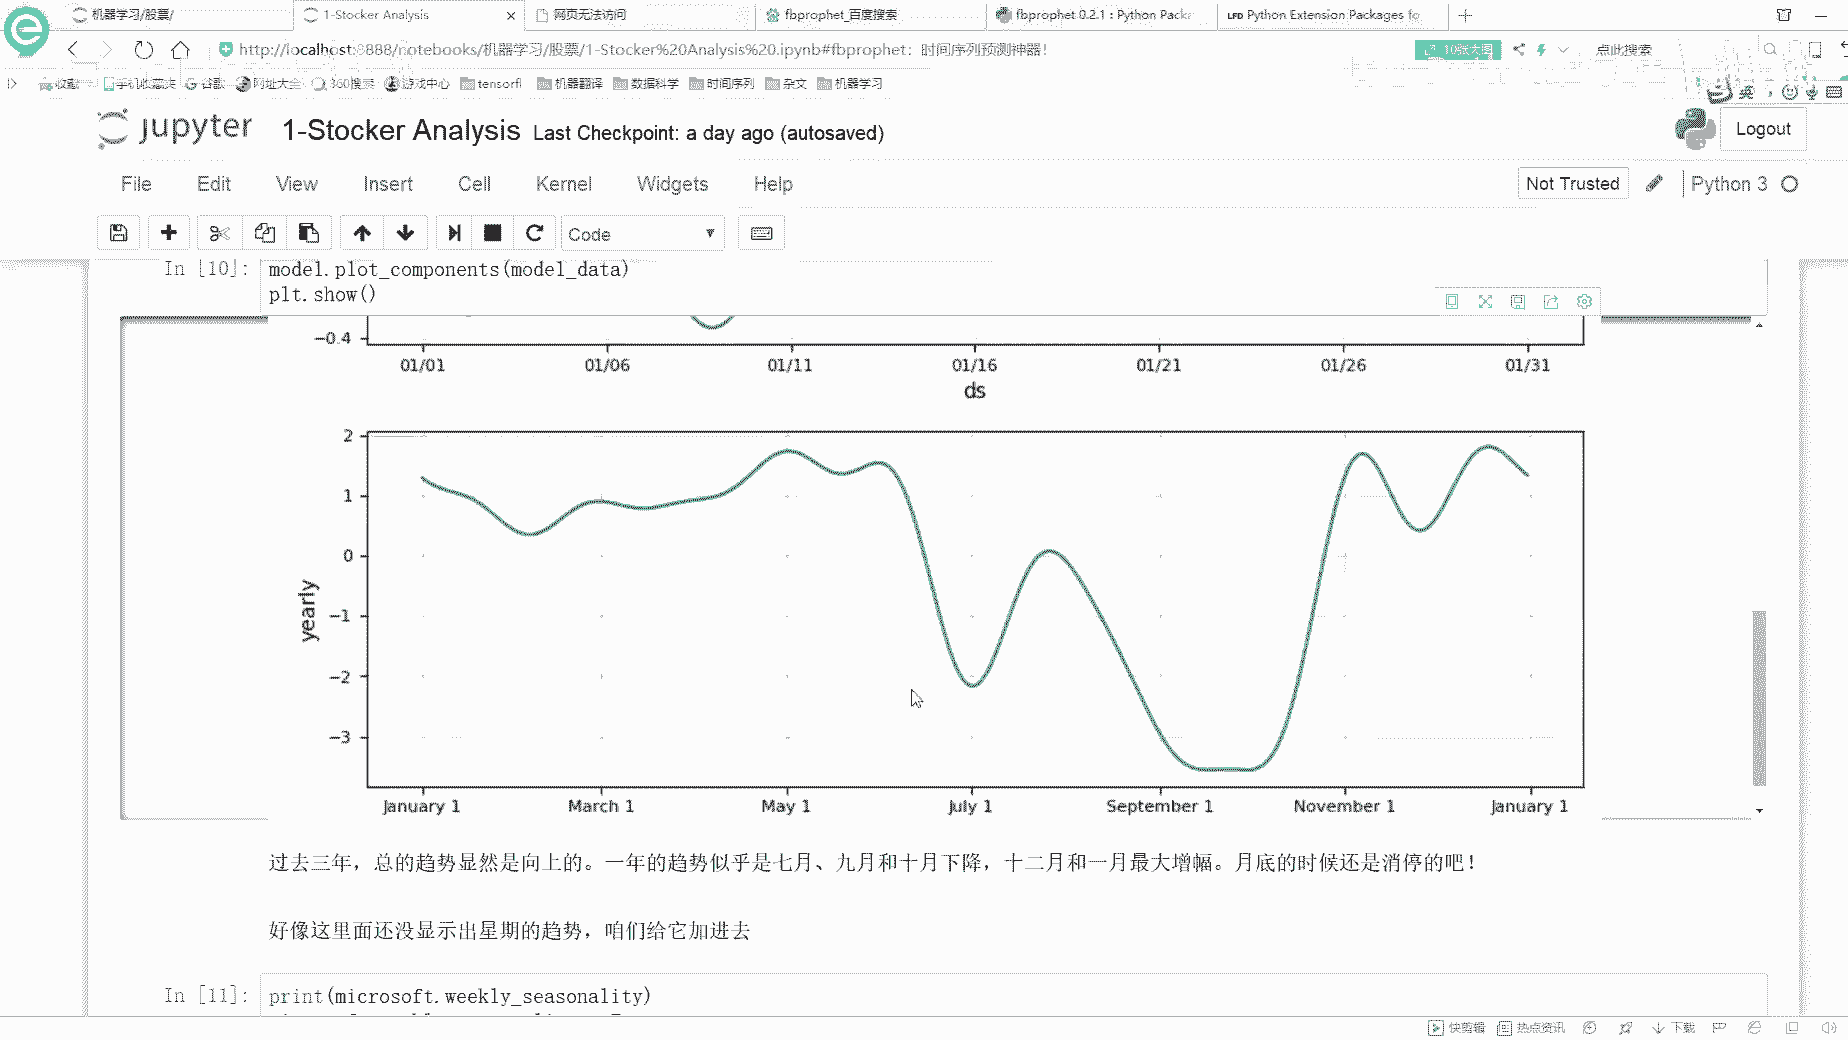 机器学习/股票/
1-Stocker Analysis
网页无法访问
fbprophet_百度搜索
fbprophet 0.2.1 : Python Packa
LFD Python Extension Packages fo
http://localhost:8888/notebooks/机器学习/股票/1-Stocker%20Analysis%20.ipynb#fbprophet：时间序列预测神器！
10张大图
点此搜索
收藏
手机收藏夹
G 谷歌
网址大全
360搜索
游戏中心
tensorfl
机器翻译
数据科学
时间序列
杂文
机器学习
jupyter
1-Stocker Analysis Last Checkpoint: a day ago (autosaved)
Logout
File
Edit
View
Insert
Cell
Kernel
Widgets
Help
Not Trusted
Python 3
Code
In [10]:
model.plot_components(model_data)
plt.show()
−0.4
01/01
01/06
01/11
01/16
01/21
01/26
01/31
ds
2
1
0
−1
−2
−3
yearly
January 1
March 1
May 1
July 1
September 1
November 1
January 1
过去三年，总的趋势显然是向上的。一年的趋势似乎是七月、九月和十月下降，十二月和一月最大增幅。月底的时候还是消停的吧！
好像这里面还没显示出星期的趋势，咱们给它加进去
In [11]:
print(microsoft.weekly_seasonality)
快剪辑
热点资讯
下载